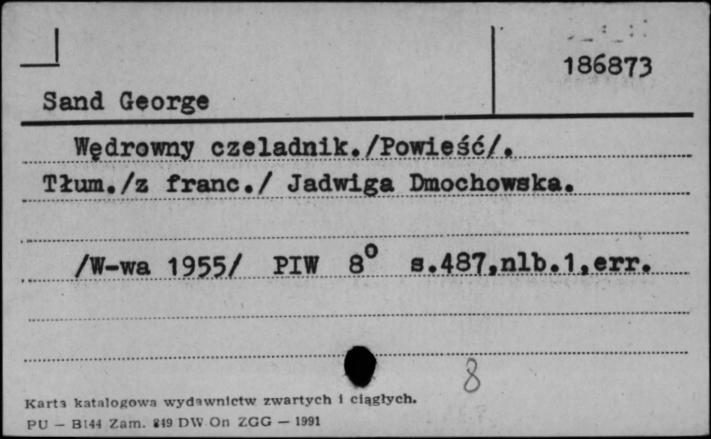 186873
Sand George
Wędrowny czeladnik./Powieść/.
Tłum./z franc./ Jadwiga Dmochowska.
/W-wa 1955/ PIW 8° s.487,nlb.1,err.
8
Karta katalogowa wydawnictw zwartych i ciągłych.
PU — B144 Zam. 849 DW On ZGG — 1991